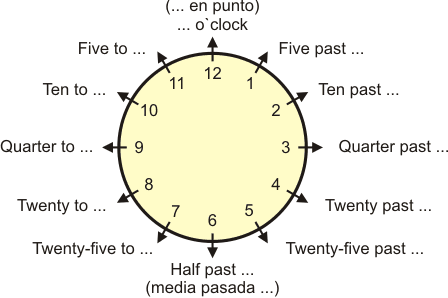 (... en punto)
... o`clock
Five to ...
Five past ...
12
11
1
Ten to ...
Ten past ...
10
2
Quarter to ...
9
3
Quarter past ...
8
4
Twenty to ...
Twenty past ...
7
5
6
Twenty-five to ...
Twenty-five past ...
Half past ...
(media pasada ...)